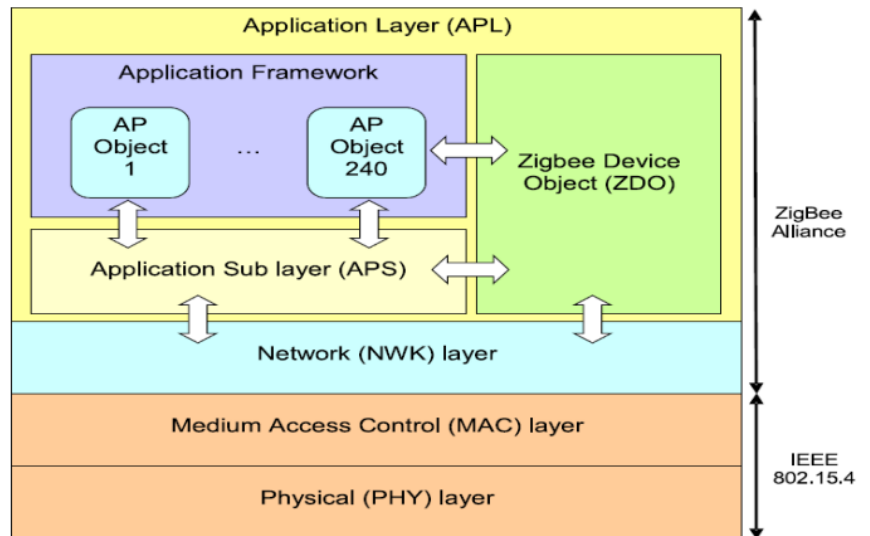 Application Layer (APL)
Application Framework
AP
Object
1
...
AP
Object
240
Zigbee Device
Object (ZDO)
ZigBee
Alliance
Application Sub layer (APS)
Network (NWK) layer
Medium Access Control (MAC) layer
IEEE
802.15.4
Physical (PHY) layer